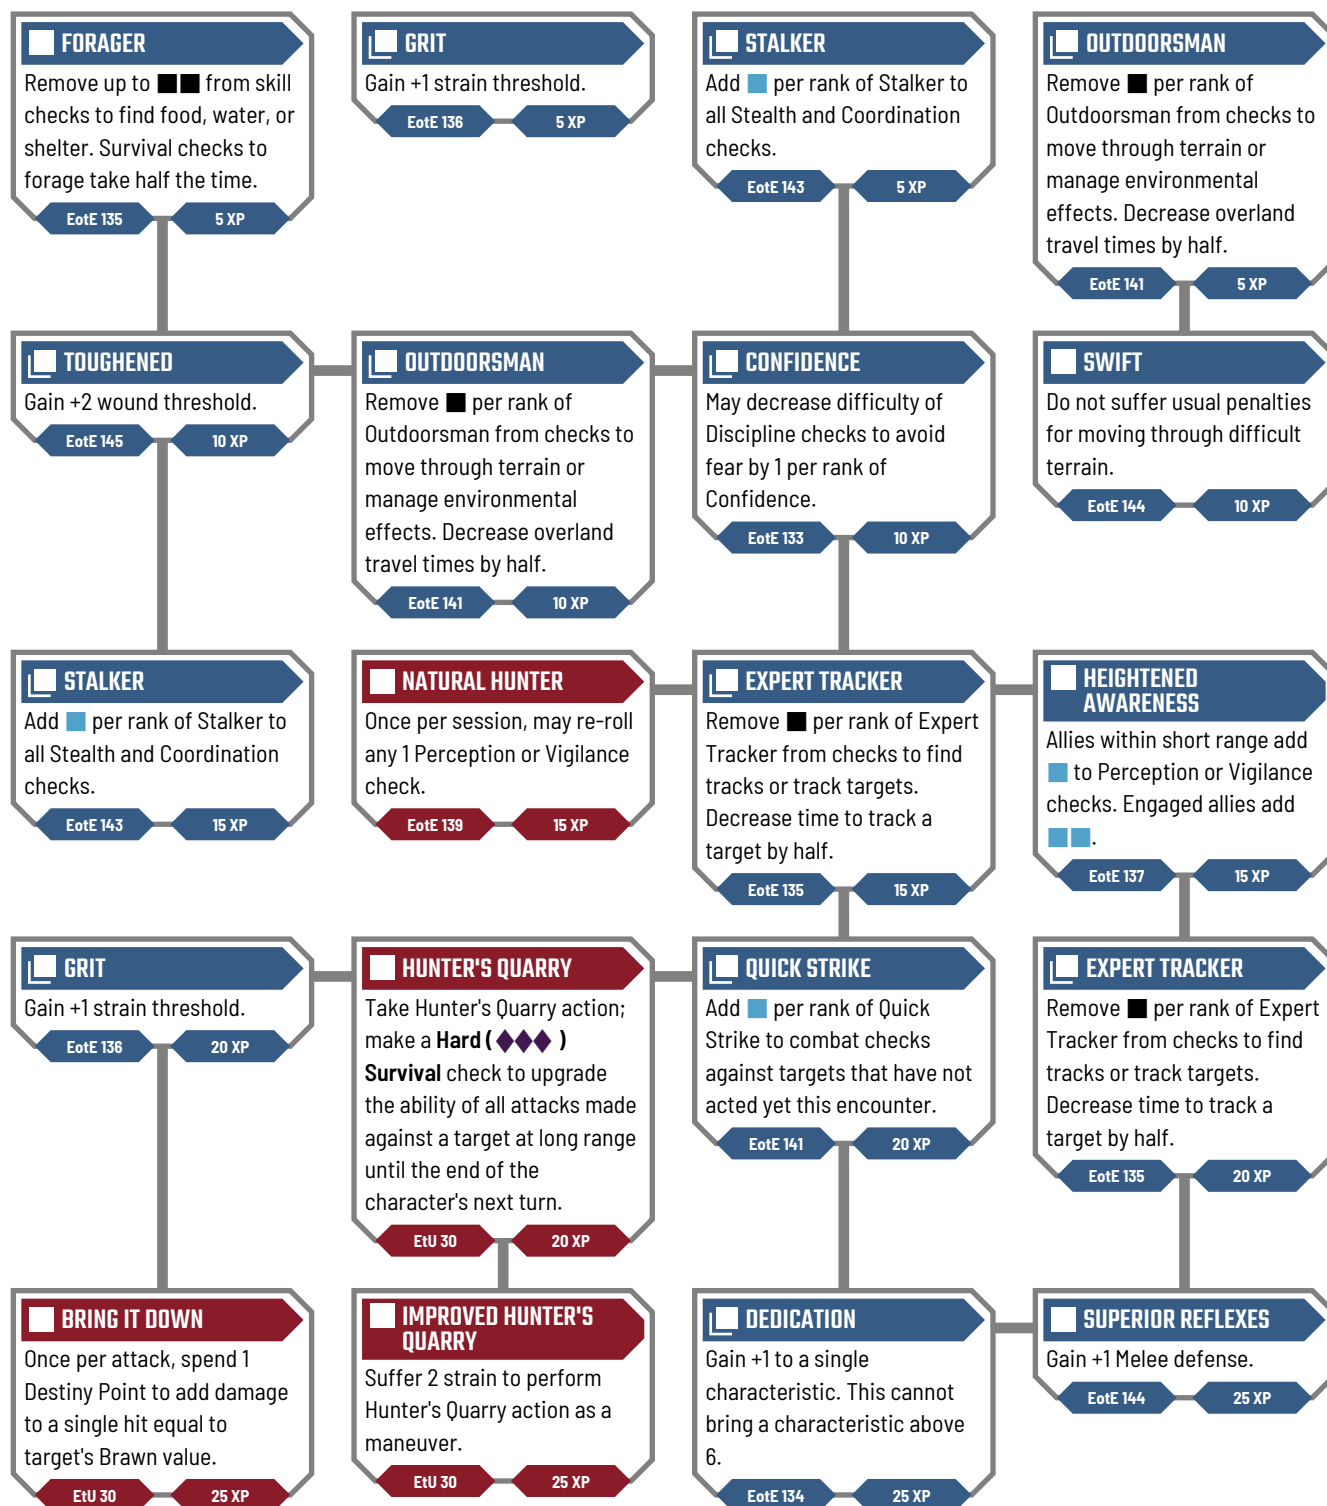 FORAGER
Remove up to from skill
checks to find food, water, or
shelter. Survival checks to
forage take half the time.
EotE 135
5 XP
GRIT
Gain +1 strain threshold.
EotE 136
5 XP
STALKER
Add per rank of Stalker to
all Stealth and Coordination
checks.
EotE 143
5 XP
OUTDOORSMAN
Remove per rank of
Outdoorsman from checks to
move through terrain or
manage environmental
effects. Decrease overland
travel times by half.
EotE 141
5 XP
TOUGHENED
Gain +2 wound threshold.
EotE 145
10 XP
OUTDOORSMAN
Remove per rank of
Outdoorsman from checks to
move through terrain or
manage environmental
effects. Decrease overland
travel times by half.
EotE 141
10 XP
CONFIDENCE
May decrease difficulty of
Discipline checks to avoid
fear by 1 per rank of
Confidence.
EotE 133
10 XP
SWIFT
Do not suffer usual penalties
for moving through difficult
terrain.
EotE 144
10 XP
STALKER
Add per rank of Stalker to
all Stealth and Coordination
checks.
EotE 143
15 XP
NATURAL HUNTER
Once per session, may re-roll
any 1 Perception or Vigilance
check.
EotE 139
15 XP
EXPERT TRACKER
Remove per rank of Expert
Tracker from checks to find
tracks or track targets.
Decrease time to track a
target by half.
EotE 135
15 XP
HEIGHTENED
AWARENESS
Allies within short range add
to Perception or Vigilance
checks. Engaged allies add
.
EotE 137
15 XP
GRIT
Gain +1 strain threshold.
EotE 136
20 XP
HUNTER'S QUARRY
Take Hunter's Quarry action;
make a Hard ( )
Survival check to upgrade
the ability of all attacks made
against a target at long range
until the end of the
character's next turn.
EtU 30
20 XP
QUICK STRIKE
Add per rank of Quick
Strike to combat checks
against targets that have not
acted yet this encounter.
EotE 141
20 XP
EXPERT TRACKER
Remove per rank of Expert
Tracker from checks to find
tracks or track targets.
Decrease time to track a
target by half.
EotE 135
20 XP
BRING IT DOWN
Once per attack, spend 1
Destiny Point to add damage
to a single hit equal to
target's Brawn value.
EtU 30
25 XP
IMPROVED HUNTER'S
QUARRY
Suffer 2 strain to perform
Hunter's Quarry action as a
maneuver.
EtU 30
25 XP
DEDICATION
Gain +1 to a single
characteristic. This cannot
bring a characteristic above
6.
EotE 134
25 XP
SUPERIOR REFLEXES
Gain +1 Melee defense.
EotE 144
25 XP